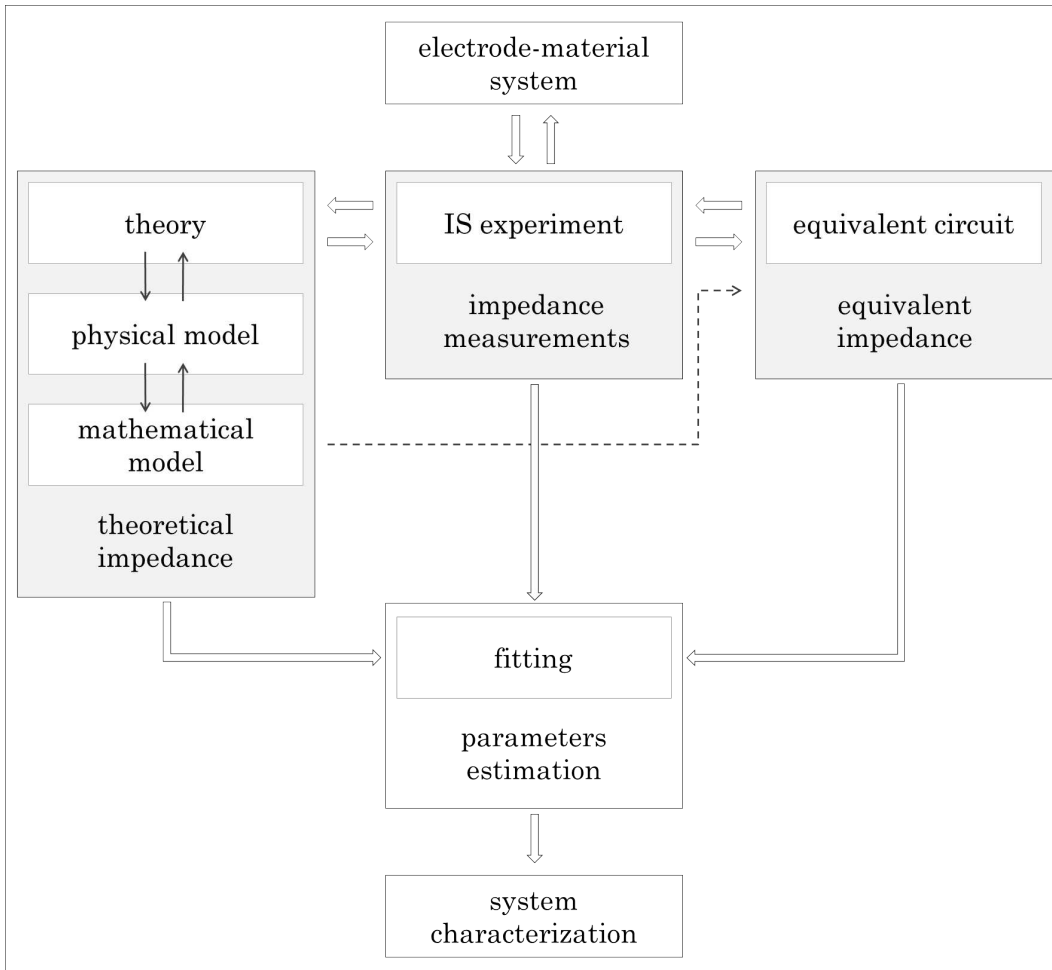 electrode-material
system
theory
physical model
mathematical
model
theoretical
impedance
IS experiment
impedance
measurements
equivalent circuit
equivalent
impedance
fitting
parameters
estimation
system
characterization